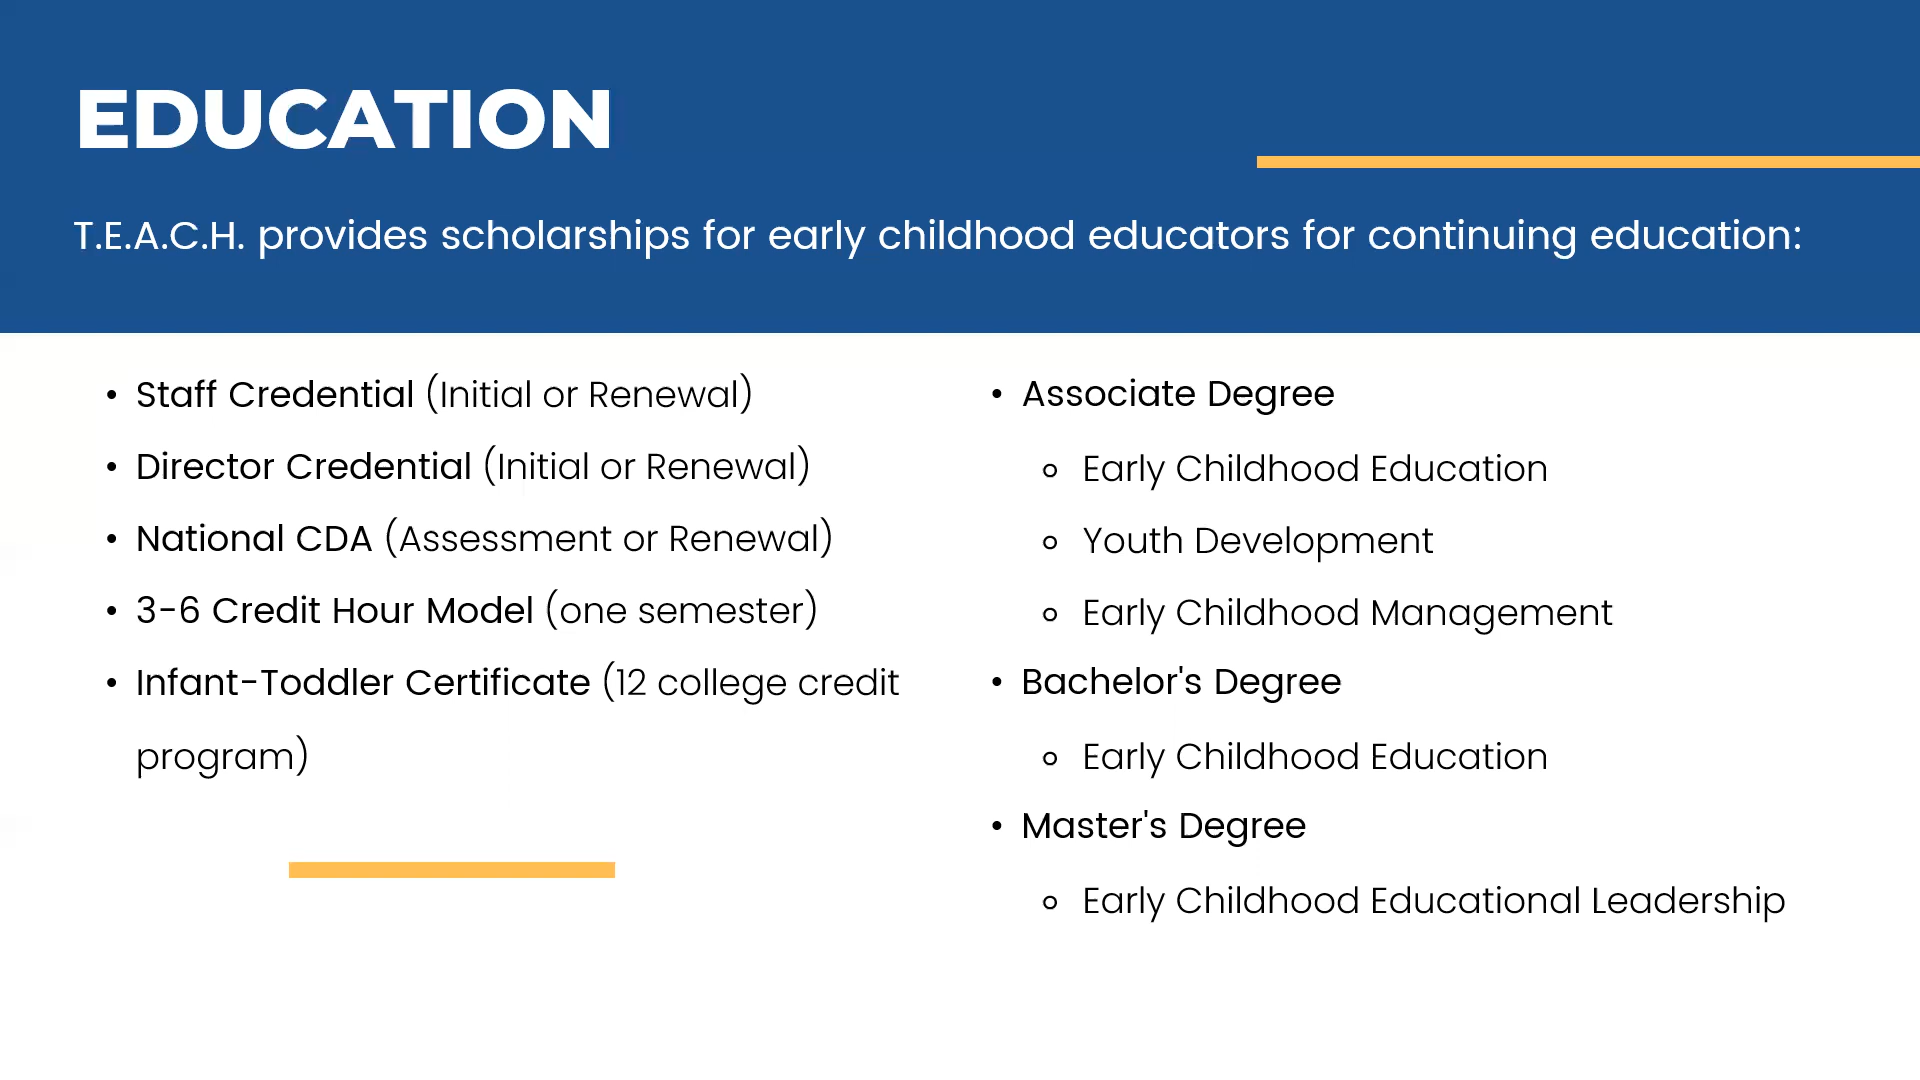 EDUCATION
T.E.A.C.H. provides scholarships for early childhood educators for continuing education:
• Staff Credential (Initial or Renewal)
• Director Credential (Initial or Renewal)
• National CDA (Assessment or Renewal)
• 3-6 Credit Hour Model (one semester)
• Infant-Toddler Certificate (12 college credit
program)
• Associate Degree
◦ Early Childhood Education
◦ Youth Development
◦ Early Childhood Management
• Bachelor's Degree
◦ Early Childhood Education
• Master's Degree
◦ Early Childhood Educational Leadership